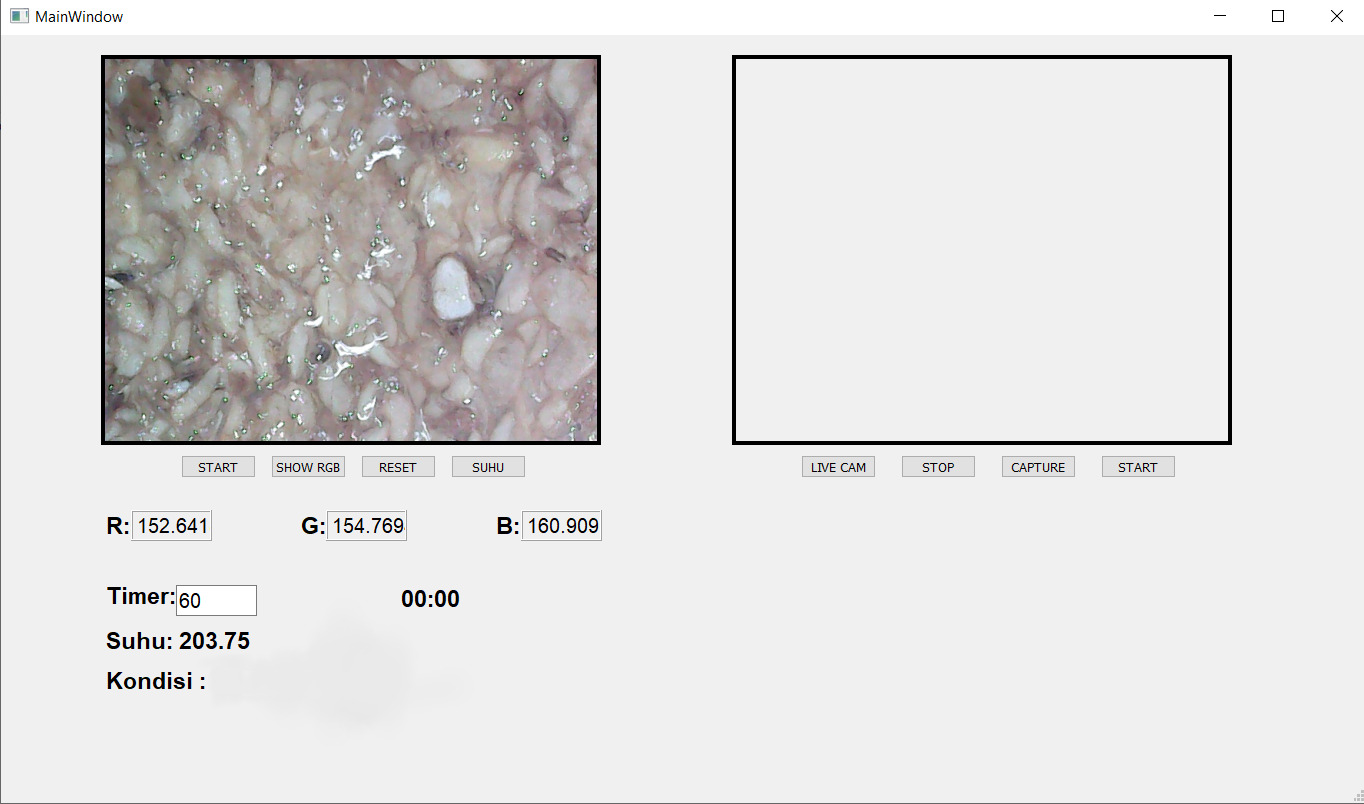 MainWindow
START SHOW RGB RESET SUHU
LIVE CAM STOP CAPTURE START
R: 152.641 G: 154.769 B: 160.909
Timer: 60 00:00
Suhu: 203.75
Kondisi :